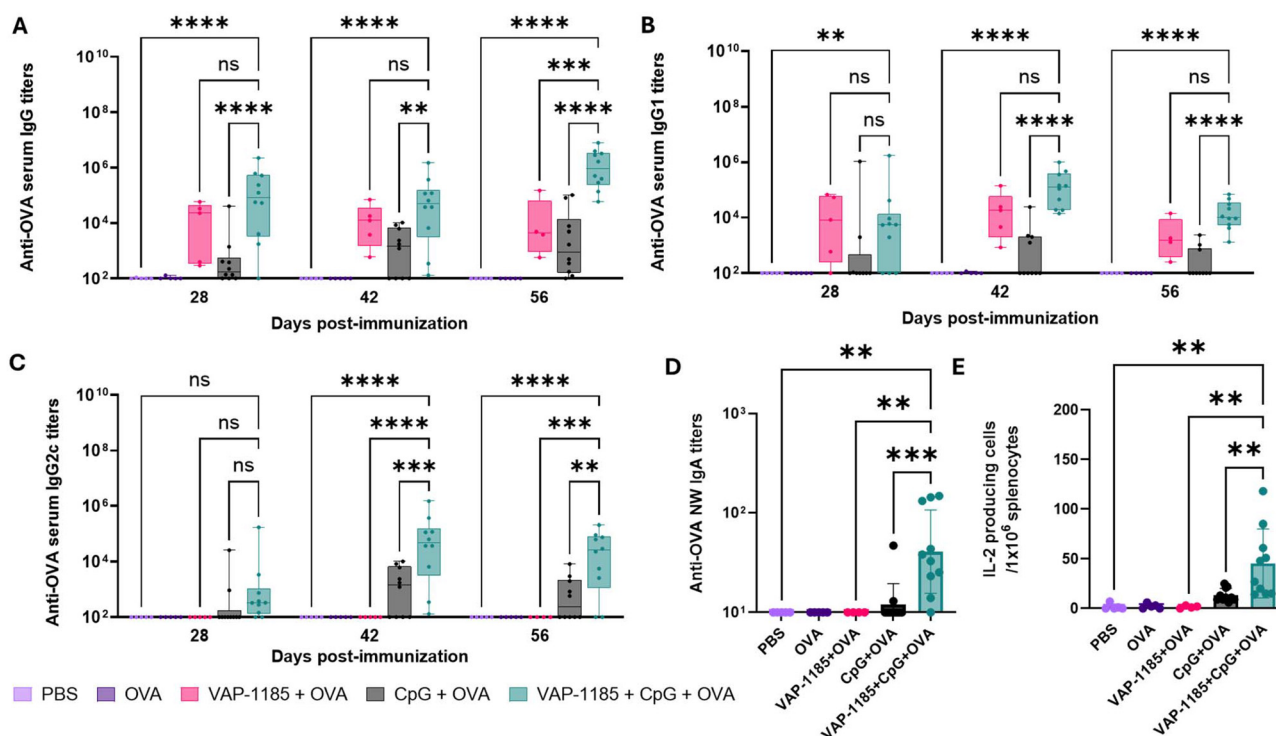 A
Anti-OVA serum IgG titers
10^10
10^8
10^6
10^4
10^2
****
ns
****
****
ns
**
****
***
****
28
42
56
Days post-immunization
B
Anti-OVA serum IgG1 titers
10^10
10^8
10^6
10^4
10^2
**
ns
ns
****
ns
****
****
ns
****
28
42
56
Days post-immunization
C
Anti-OVA serum IgG2c titers
10^10
10^8
10^6
10^4
10^2
ns
ns
ns
****
****
***
****
***
**
28
42
56
Days post-immunization
D
Anti-OVA NW IgA titers
10^3
10^2
10^1
**
**
***
PBS
OVA
VAP-1185+OVA
CpG+OVA
VAP-1185+CpG+OVA
E
IL-2 producing cells
/1x10^6 splenocytes
200
150
100
50
0
**
**
**
PBS
OVA
VAP-1185+OVA
CpG+OVA
VAP-1185+CpG+OVA
PBS
OVA
VAP-1185 + OVA
CpG + OVA
VAP-1185 + CpG + OVA